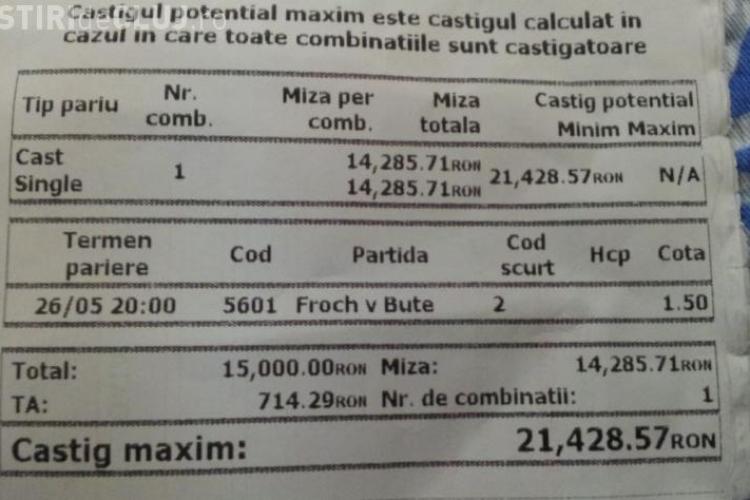 STIRideCLUJ.ro
Castigul potential maxim este castigul calculat in
cazul in care toate combinatiile sunt castigatoare
Tip pariu Nr. comb. Miza per comb. Miza totala Castig potential Minim Maxim
Cast Single 1 14,285.71RON 14,285.71RON 21,428.57RON N/A
Termen pariere Cod Partida Cod scurt Hcp Cota
26/05 20:00 5601 Froch v Bute 2 1.50
Total: 15,000.00RON Miza: 14,285.71RON
TA: 714.29RON Nr. de combinatii: 1
Castig maxim: 21,428.57RON